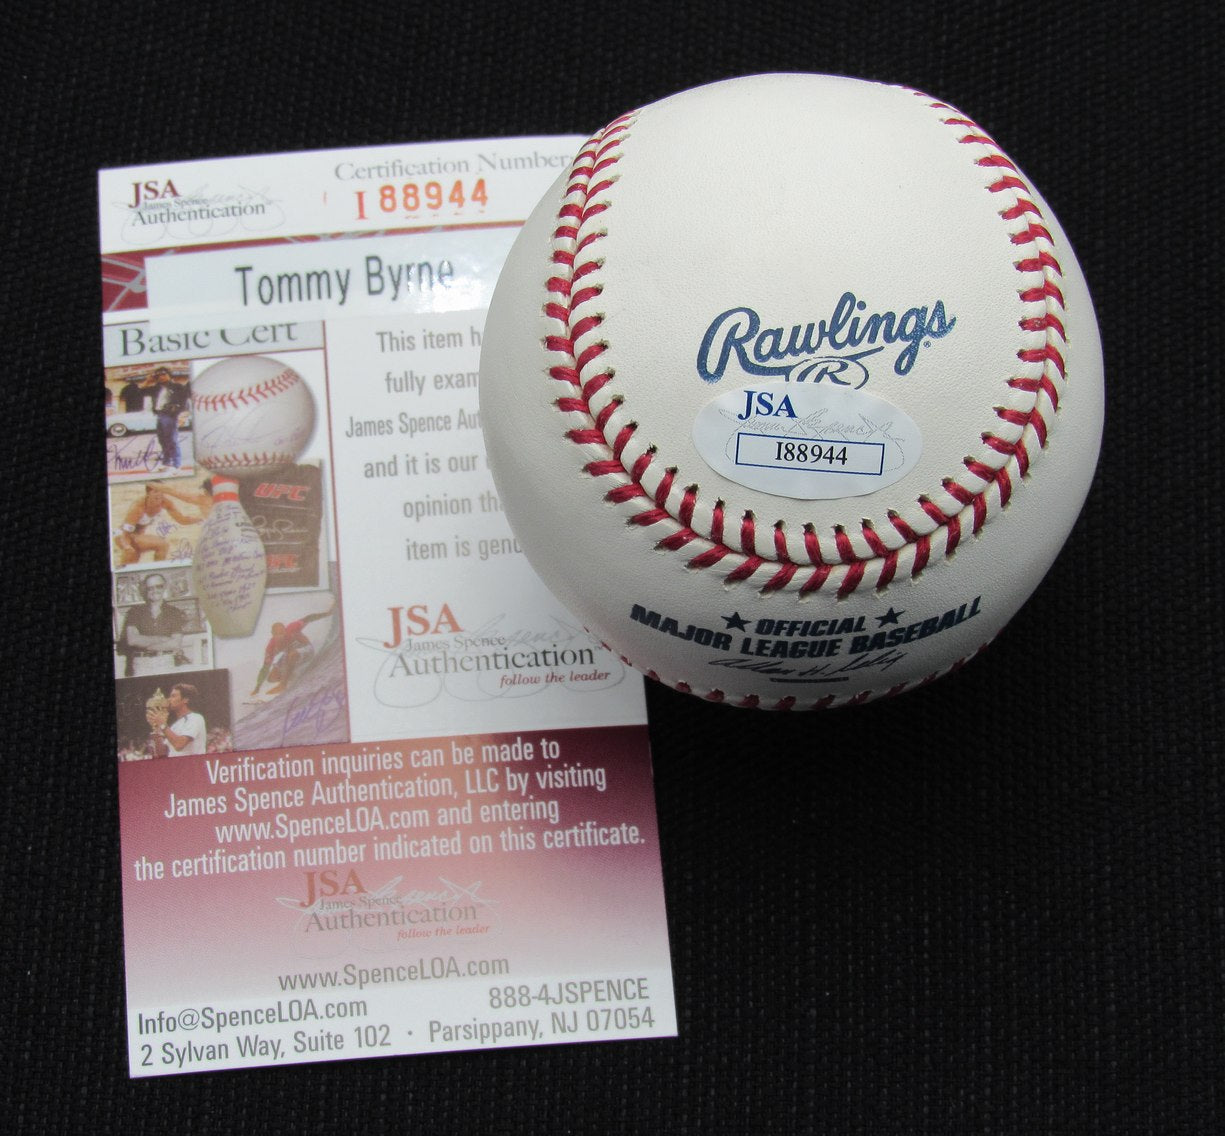 JSA
James Spence
Authentication
Certification Number:
I 88944
Tommy Byrne
Basic Cert
This item h
fully exam
James Spence Aut
and it is our
opinion tha
item is genu
UFC
JSA
James Spence
Authentication
follow the leader
Verification inquiries can be made to
James Spence Authentication, LLC by visiting
www.SpenceLOA.com and entering
the certification number indicated on this certificate.
JSA
James Spence
Authentication
follow the leader
www.SpenceLOA.com
Info@SpenceLOA.com 888-4JSPENCE
2 Sylvan Way, Suite 102 · Parsippany, NJ 07054
Rawlings®
R
JSA
I88944
★ OFFICIAL ★
MAJOR LEAGUE BASEBALL
Allan H. Selig